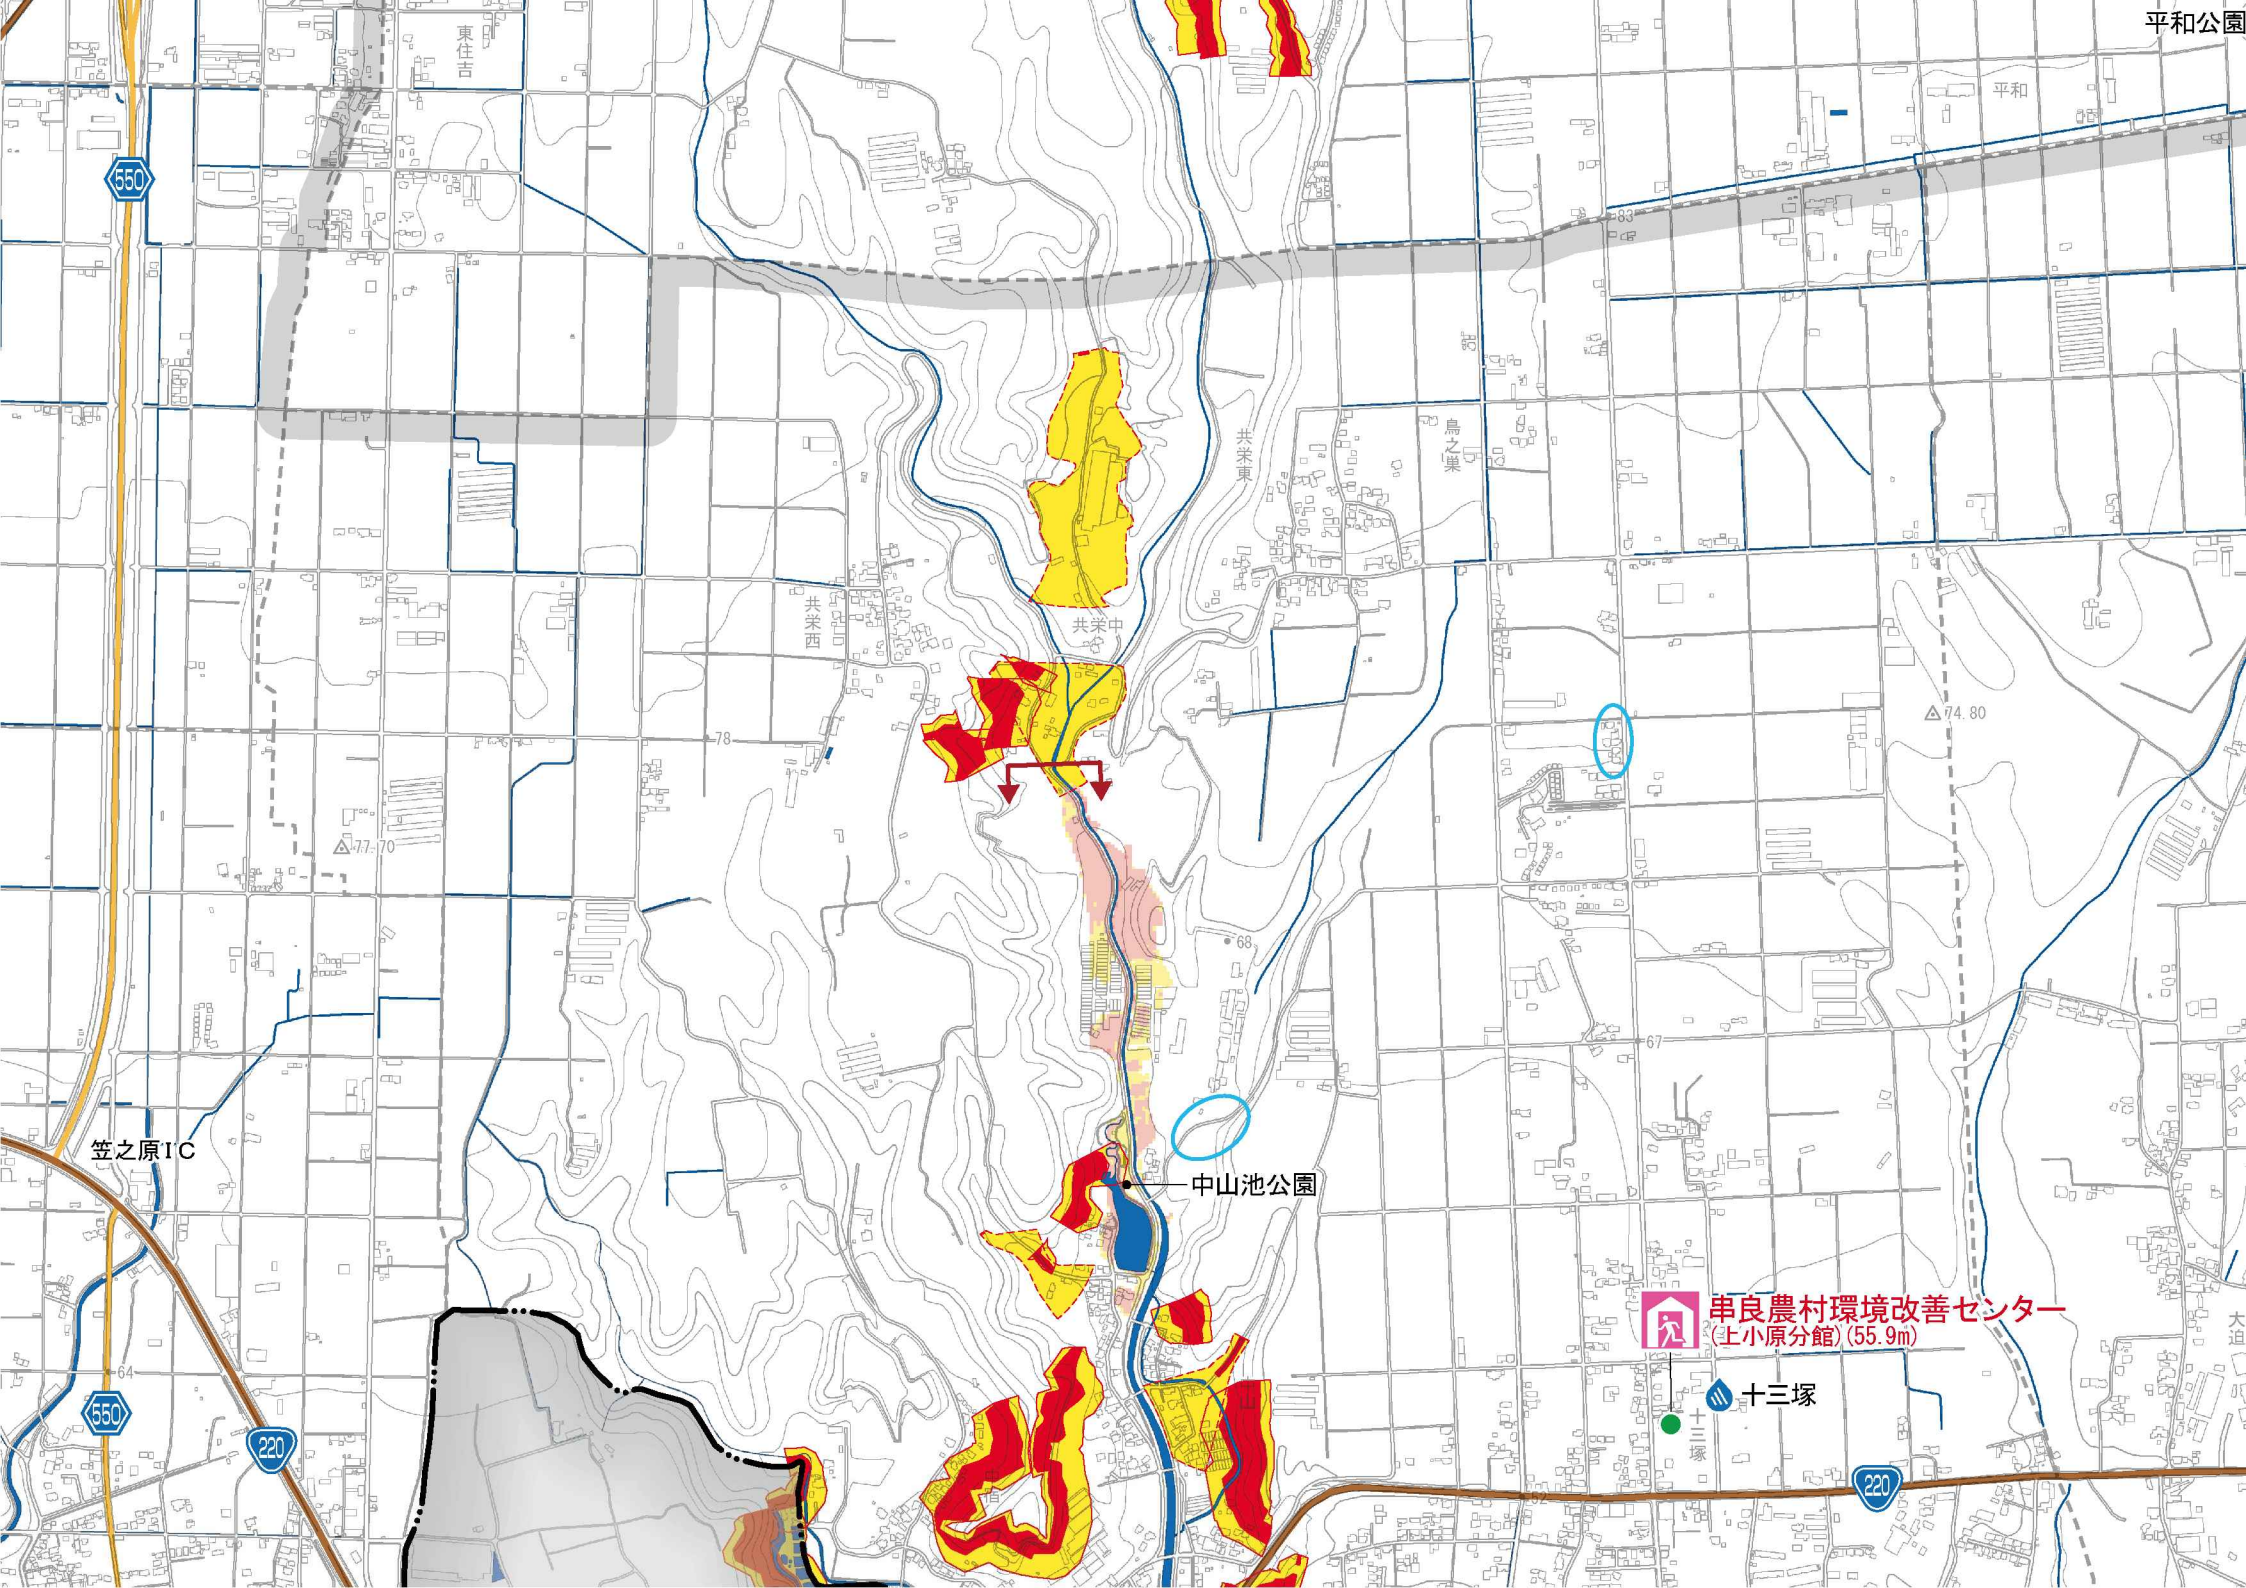 平和公園
東住吉
平和
550
83
共栄東
鳥之巣
共栄西
共栄中
74.80
78
77.70
68
67
笠之原IC
中山池公園
串良農村環境改善センター
(上小原分館)(55.9m)
大迫
64
十三塚
十三塚
550
220
220
52